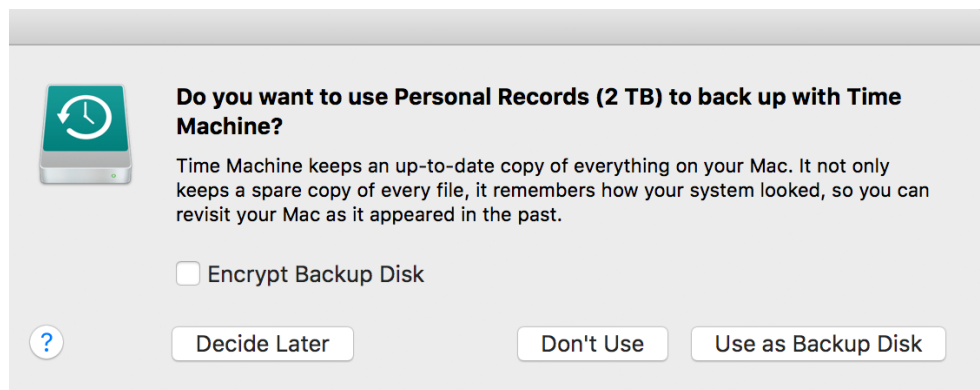 Do you want to use Personal Records (2 TB) to back up with Time
Machine?
Time Machine keeps an up-to-date copy of everything on your Mac. It not only
keeps a spare copy of every file, it remembers how your system looked, so you can
revisit your Mac as it appeared in the past.
Encrypt Backup Disk
? Decide Later Don't Use Use as Backup Disk